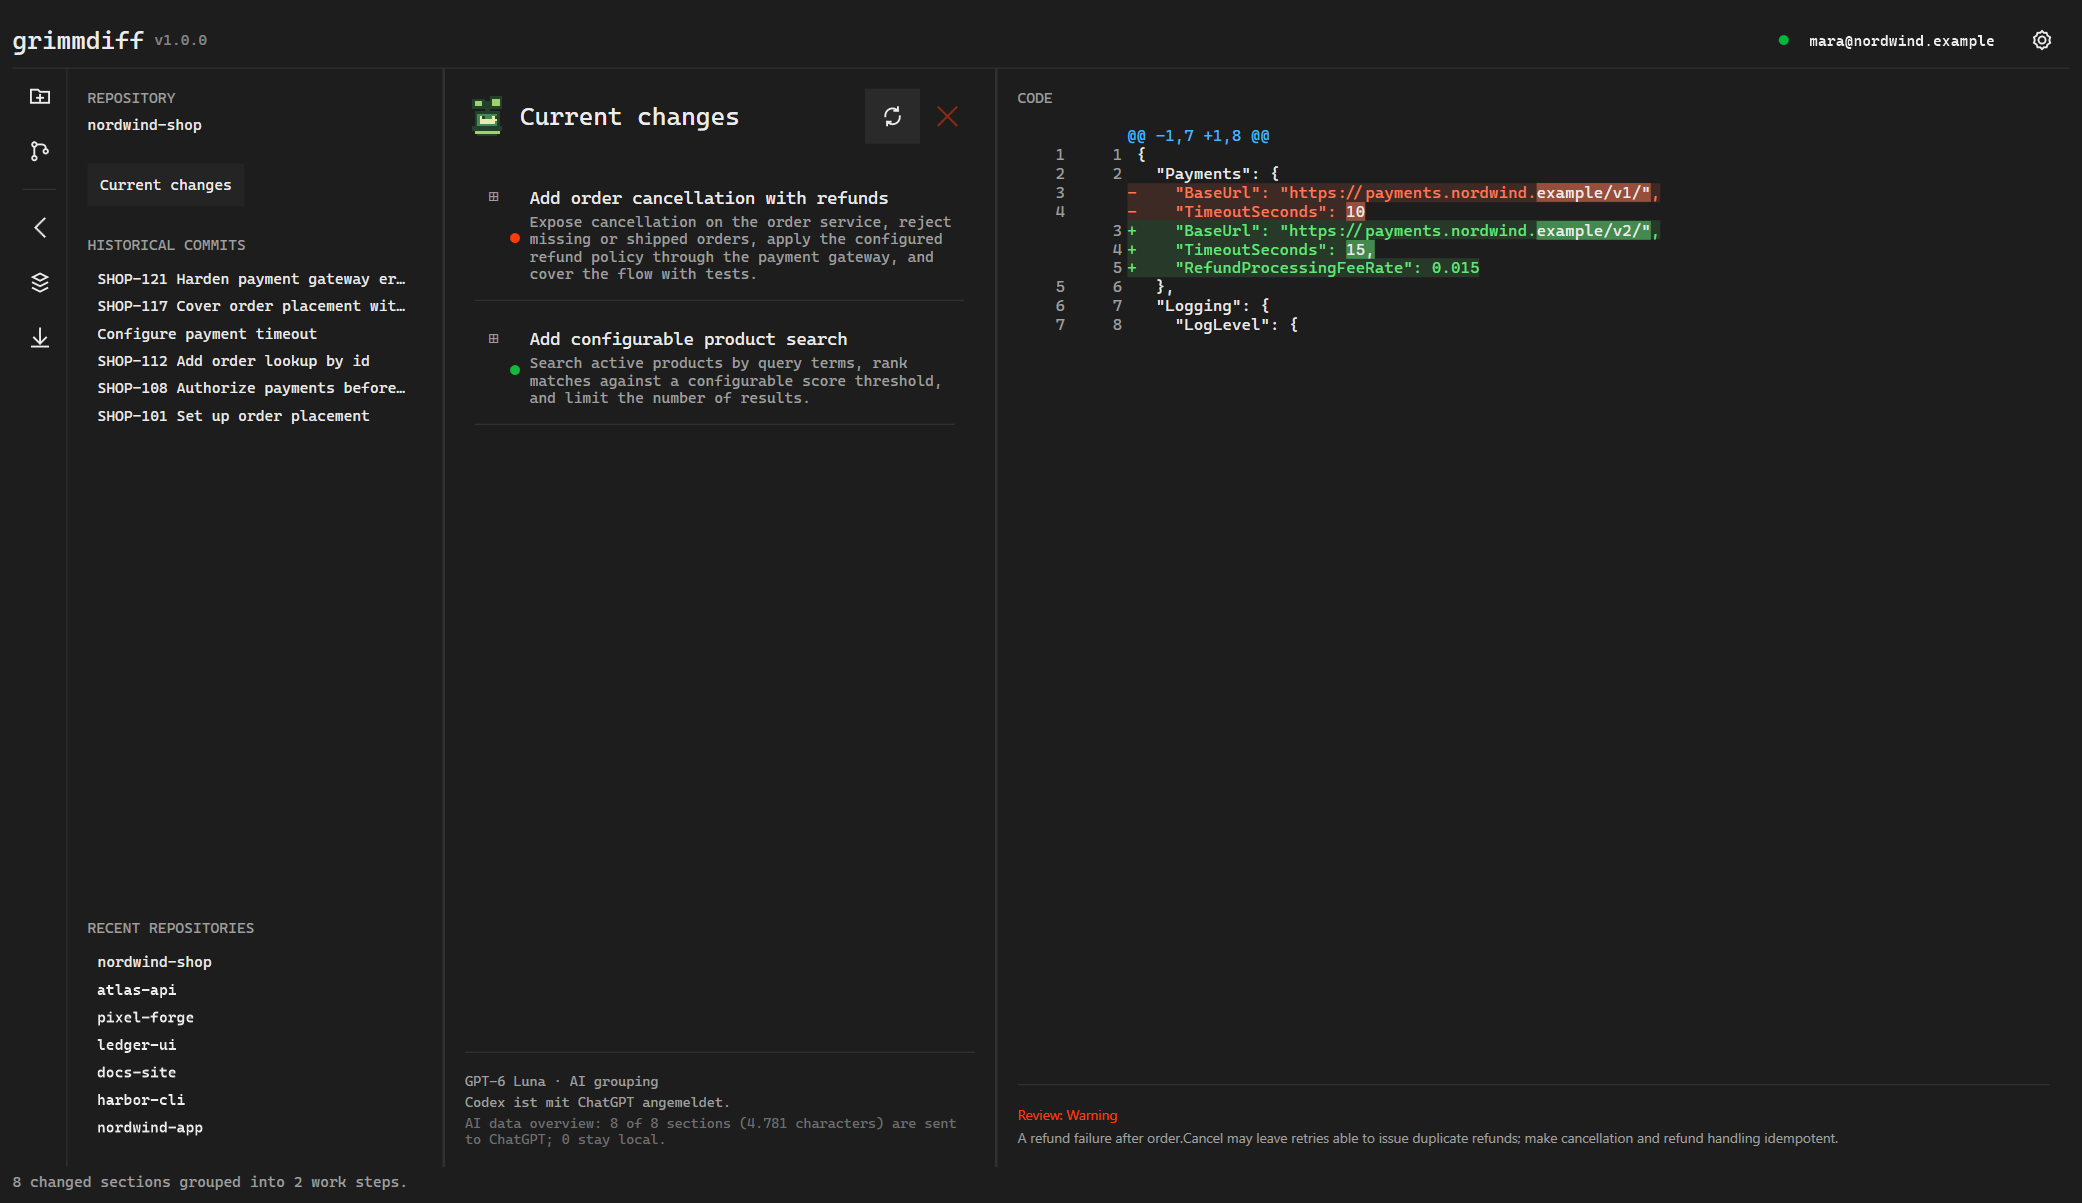 grimmdiff v1.0.0
mara@nordwind.example
REPOSITORY
nordwind-shop
Current changes
HISTORICAL COMMITS
SHOP-121 Harden payment gateway er…
SHOP-117 Cover order placement wit…
Configure payment timeout
SHOP-112 Add order lookup by id
SHOP-108 Authorize payments before…
SHOP-101 Set up order placement
RECENT REPOSITORIES
nordwind-shop
atlas-api
pixel-forge
ledger-ui
docs-site
harbor-cli
nordwind-app
Current changes
Add order cancellation with refunds
Expose cancellation on the order service, reject
missing or shipped orders, apply the configured
refund policy through the payment gateway, and
cover the flow with tests.
Add configurable product search
Search active products by query terms, rank
matches against a configurable score threshold,
and limit the number of results.
GPT-6 Luna · AI grouping
Codex ist mit ChatGPT angemeldet.
AI data overview: 8 of 8 sections (4.781 characters) are sent
to ChatGPT; 0 stay local.
CODE
@@ -1,7 +1,8 @@
1 1 {
2 2 "Payments": {
3 - "BaseUrl": "https://payments.nordwind.example/v1/",
4 - "TimeoutSeconds": 10
3 + "BaseUrl": "https://payments.nordwind.example/v2/",
4 + "TimeoutSeconds": 15,
5 + "RefundProcessingFeeRate": 0.015
5 6 },
6 7 "Logging": {
7 8 "LogLevel": {
Review: Warning
A refund failure after order.Cancel may leave retries able to issue duplicate refunds; make cancellation and refund handling idempotent.
8 changed sections grouped into 2 work steps.